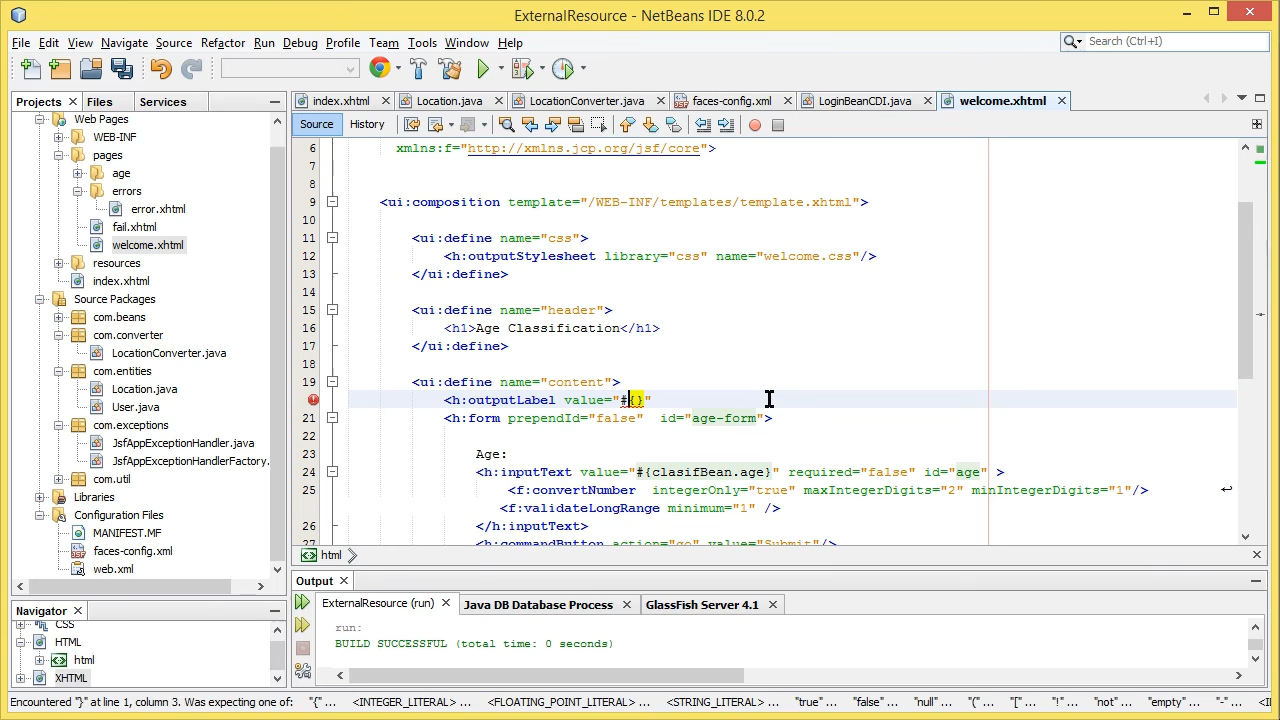 ExternalResource - NetBeans IDE 8.0.2
File Edit View Navigate Source Refactor Run Debug Profile Team Tools Window Help
Search (Ctrl+I)
Projects Files Services
index.xhtml Location.java LocationConverter.java faces-config.xml LoginBeanCDI.java welcome.xhtml
Source History
Web Pages
WEB-INF
pages
age
errors
error.xhtml
fail.xhtml
welcome.xhtml
resources
index.xhtml
Source Packages
com.beans
com.converter
LocationConverter.java
com.entities
Location.java
User.java
com.exceptions
JsfAppExceptionHandler.java
JsfAppExceptionHandlerFactory.
com.util
Libraries
Configuration Files
MANIFEST.MF
faces-config.xml
web.xml
6 xmlns:f="http://xmlns.jcp.org/jsf/core">
7
8
9 <ui:composition template="/WEB-INF/templates/template.xhtml">
10
11 <ui:define name="css">
12 <h:outputStylesheet library="css" name="welcome.css"/>
13 </ui:define>
14
15 <ui:define name="header">
16 <h1>Age Classification</h1>
17 </ui:define>
18
19 <ui:define name="content">
<h:outputLabel value="#{}"
21 <h:form prependId="false" id="age-form">
22
23 Age:
24 <h:inputText value="#{clasifBean.age}" required="false" id="age" >
25 <f:convertNumber integerOnly="true" maxIntegerDigits="2" minIntegerDigits="1"/>
<f:validateLongRange minimum="1" />
26 </h:inputText>
27 <h:commandButton action="go" value="Submit"/>
html
Navigator
CSS
HTML
html
XHTML
Output
ExternalResource (run) Java DB Database Process GlassFish Server 4.1
run:
BUILD SUCCESSFUL (total time: 0 seconds)
Encountered "}" at line 1, column 3. Was expecting one of: "{" ... <INTEGER_LITERAL> ... <FLOATING_POINT_LITERAL> ... <STRING_LITERAL> ... "true" ... "false" ... "null" ... "(" ... "[" ... "!" ... "not" ... "empty" ... "-" ...